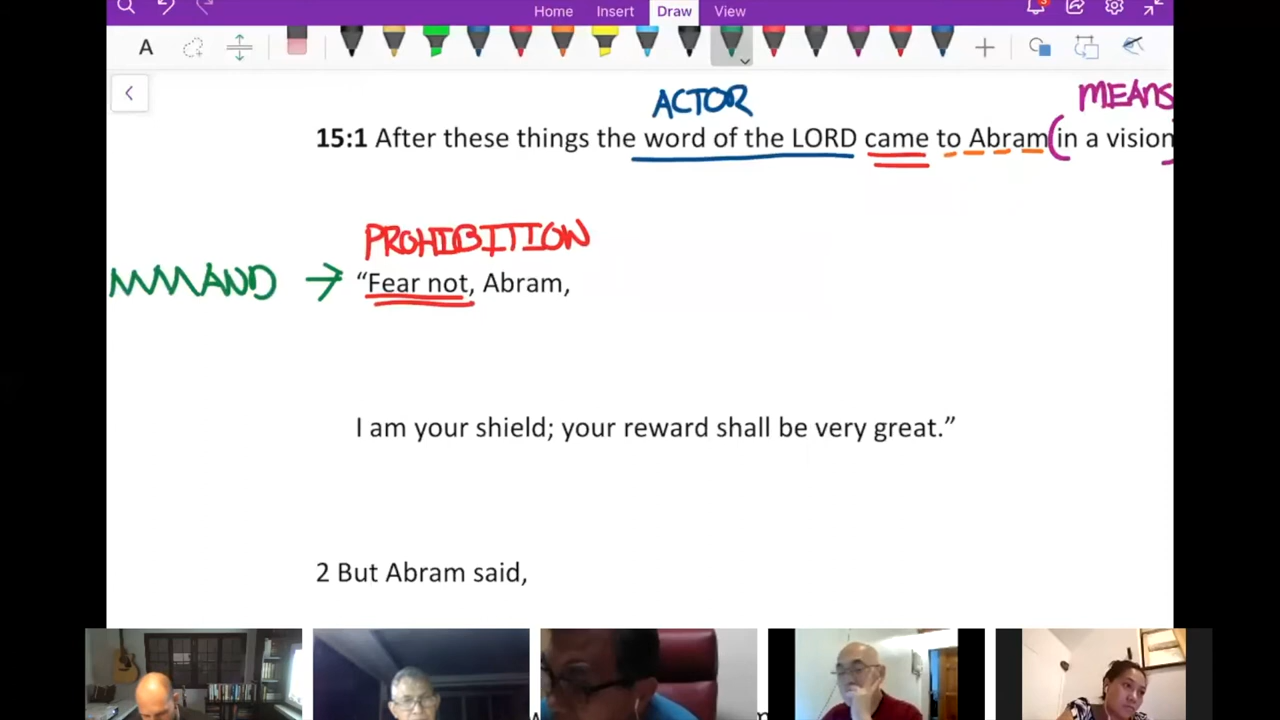 Home Insert Draw View
A
ACTOR MEANS
15:1 After these things the word of the LORD came to Abram (in a vision)
PROHIBITION
MMAND → “Fear not, Abram,
I am your shield; your reward shall be very great.”
2 But Abram said,